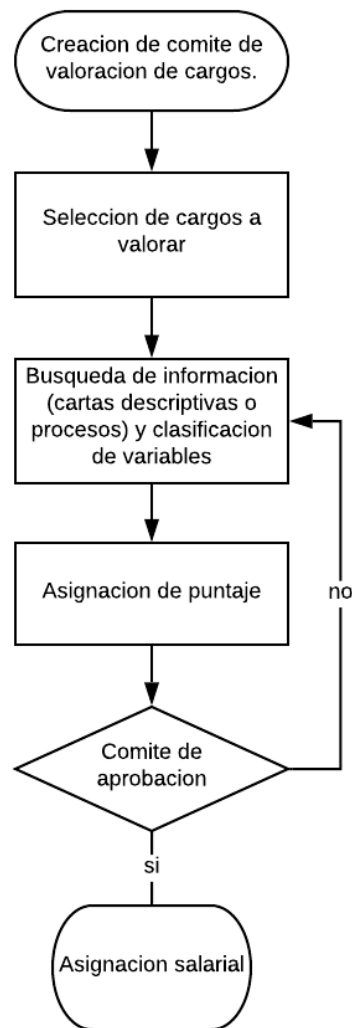 Creacion de comite de
valoracion de cargos.
Seleccion de cargos a
valorar
Busqueda de informacion
(cartas descriptivas o
procesos) y clasificacion
de variables
Asignacion de puntaje
no
Comite de
aprobacion
si
Asignacion salarial